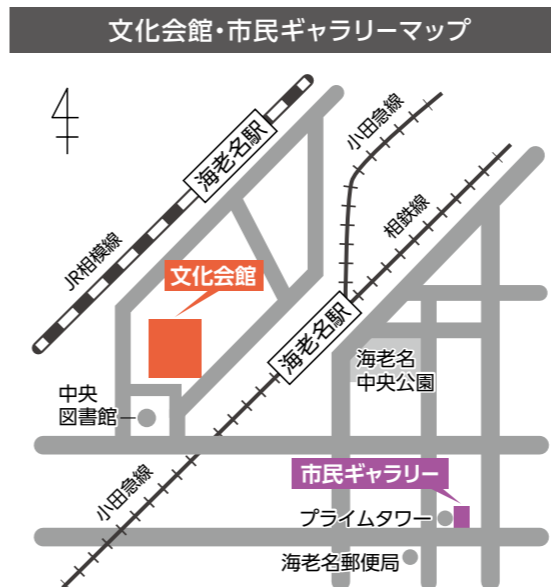 文化会館・市民ギャラリーマップ
海老名駅
小田急線
相鉄線
JR相模線
文化会館
海老名駅
海老名
中央公園
中央
図書館
小田急線
市民ギャラリー
プライムタワー
海老名郵便局